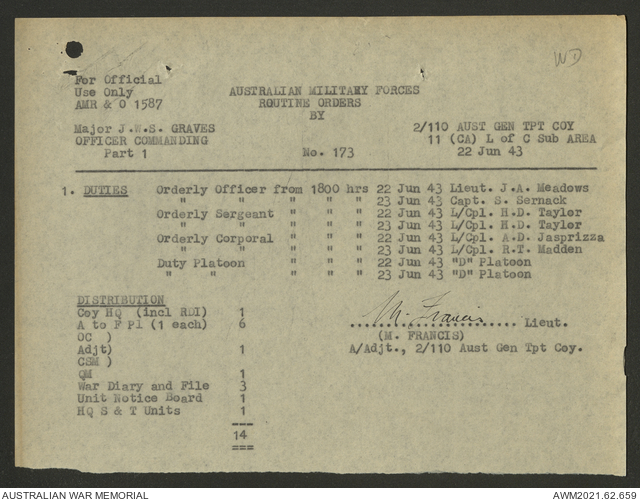 WD
For Official
Use Only
AMR & O 1587
AUSTRALIAN MILITARY FORCES
ROUTINE ORDERS
BY
Major J.W.S. GRAVES
OFFICER COMMANDING
Part 1
No. 173
2/110 AUST GEN TPT COY
11 (CA) L of C Sub AREA
22 Jun 43
1. DUTIES Orderly Officer from 1800 hrs 22 Jun 43 Lieut. J.A. Meadows
" " " " " 23 Jun 43 Capt. S. Sernack
Orderly Sergeant " " " 22 Jun 43 L/Cpl. H.D. Taylor
" " " " " 23 Jun 43 L/Cpl. H.D. Taylor
Orderly Corporal " " " 22 Jun 43 L/Cpl. A.D. Jasprizza
" " " " " 23 Jun 43 L/Cpl. R.T. Madden
Duty Platoon " " " 22 Jun 43 "D" Platoon
" " " " " 23 Jun 43 "D" Platoon
DISTRIBUTION
Coy HQ (incl RDI) 1
A to F Pl (1 each) 6
OC )
Adjt) 1
CSM )
QM 1
War Diary and File 3
Unit Notice Board 1
HQ S & T Units 1
14
M. Francis
.......................... Lieut.
(M. FRANCIS)
A/Adjt., 2/110 Aust Gen Tpt Coy.
AUSTRALIAN WAR MEMORIAL
AWM2021.62.659